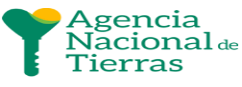 Agencia
Nacional de
Tierras